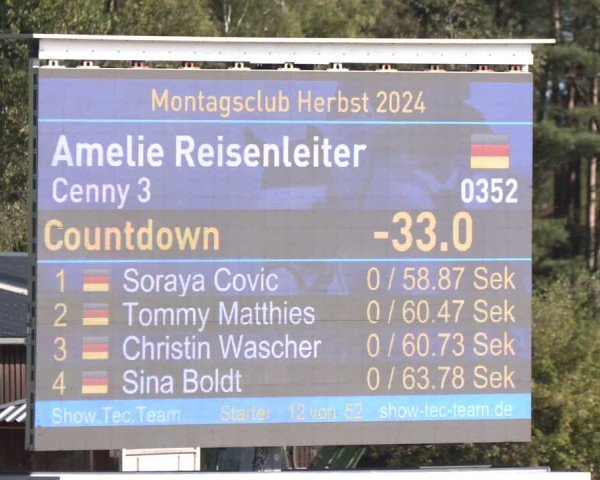 Montagsclub Herbst 2024
Amelie Reisenleiter
Cenny 3 0352
Countdown -33.0
1 Soraya Covic 0 / 58.87 Sek
2 Tommy Matthies 0 / 60.47 Sek
3 Christin Wascher 0 / 60.73 Sek
4 Sina Boldt 0 / 63.78 Sek
Show.Tec.Team Starter 12 von 52 show-tec-team.de